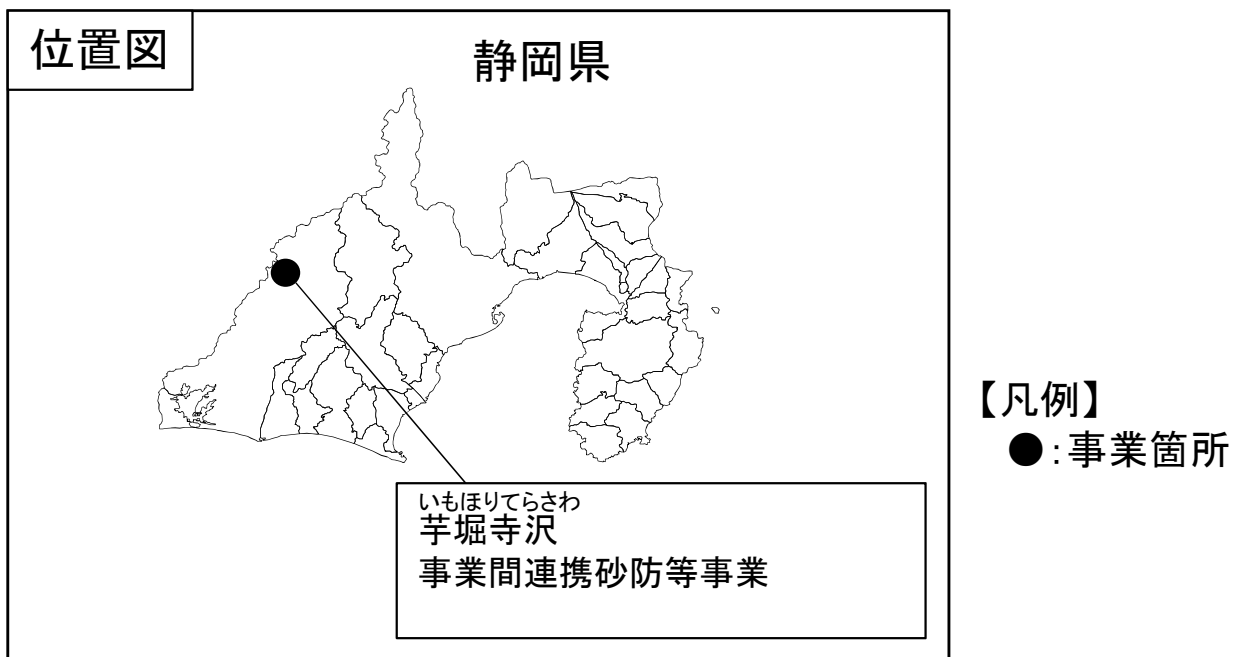 位置図
静岡県
いもほりてらさわ
芋堀寺沢
事業間連携砂防等事業
【凡例】
●:事業箇所